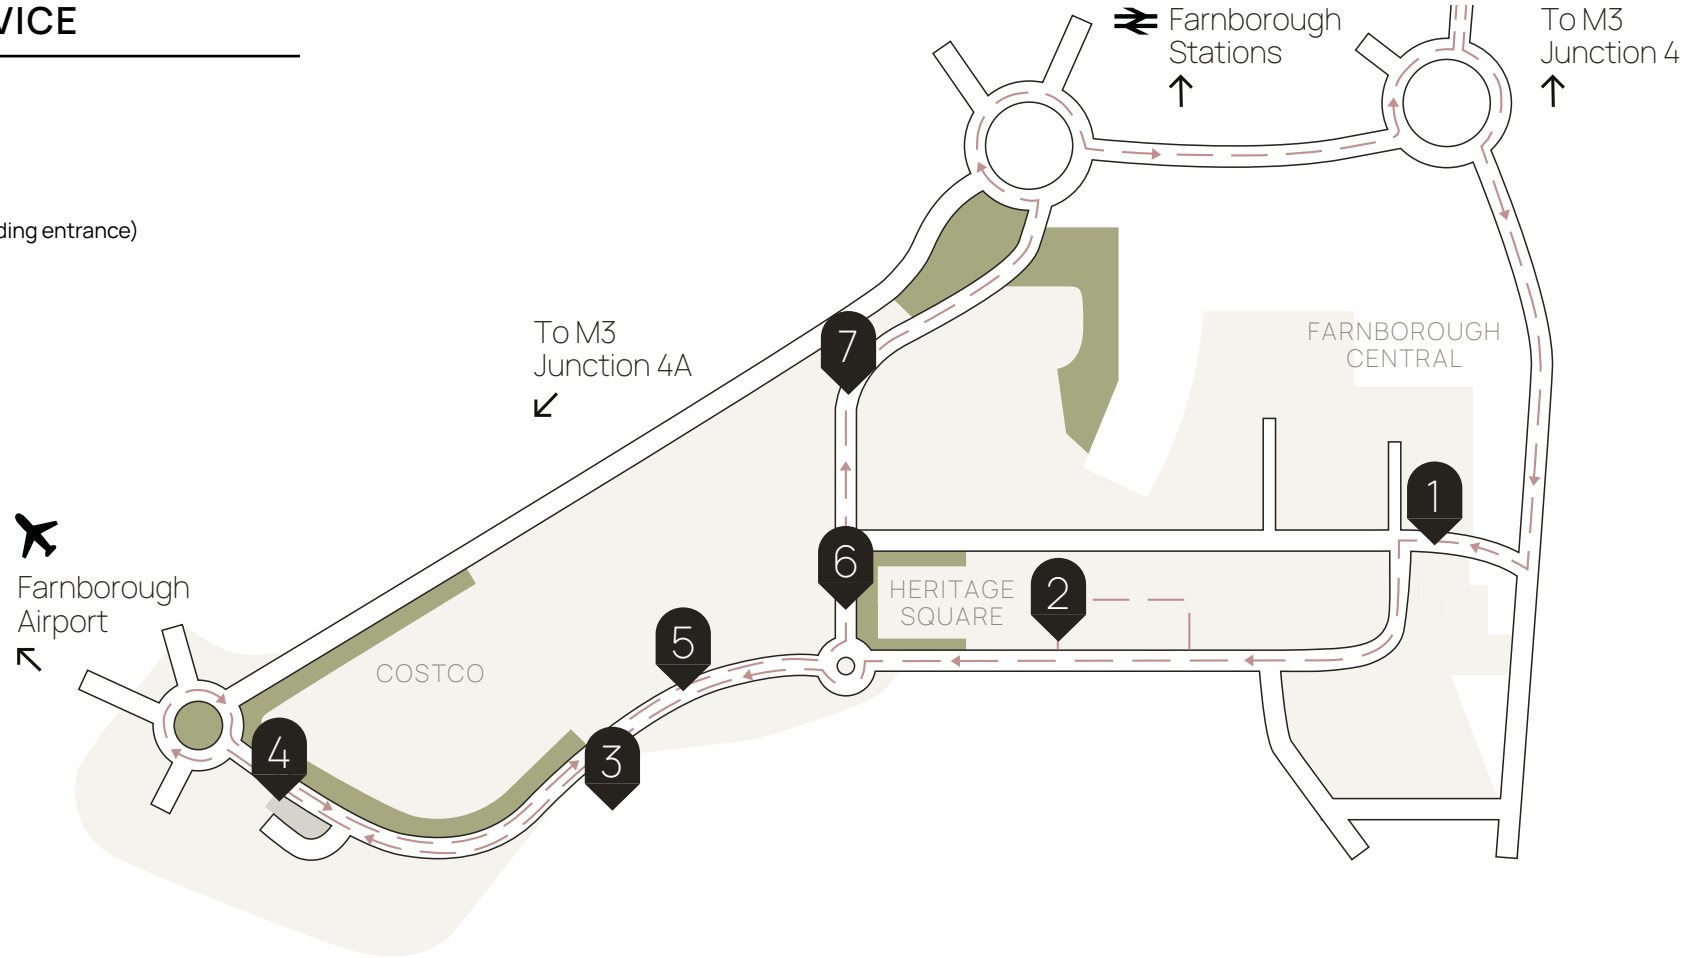 VICE
ding entrance)
Farnborough
Stations
To M3
Junction 4
To M3
Junction 4A
FARNBOROUGH
CENTRAL
7
1
6
HERITAGE
SQUARE
2
Farnborough
Airport
5
COSTCO
4
3